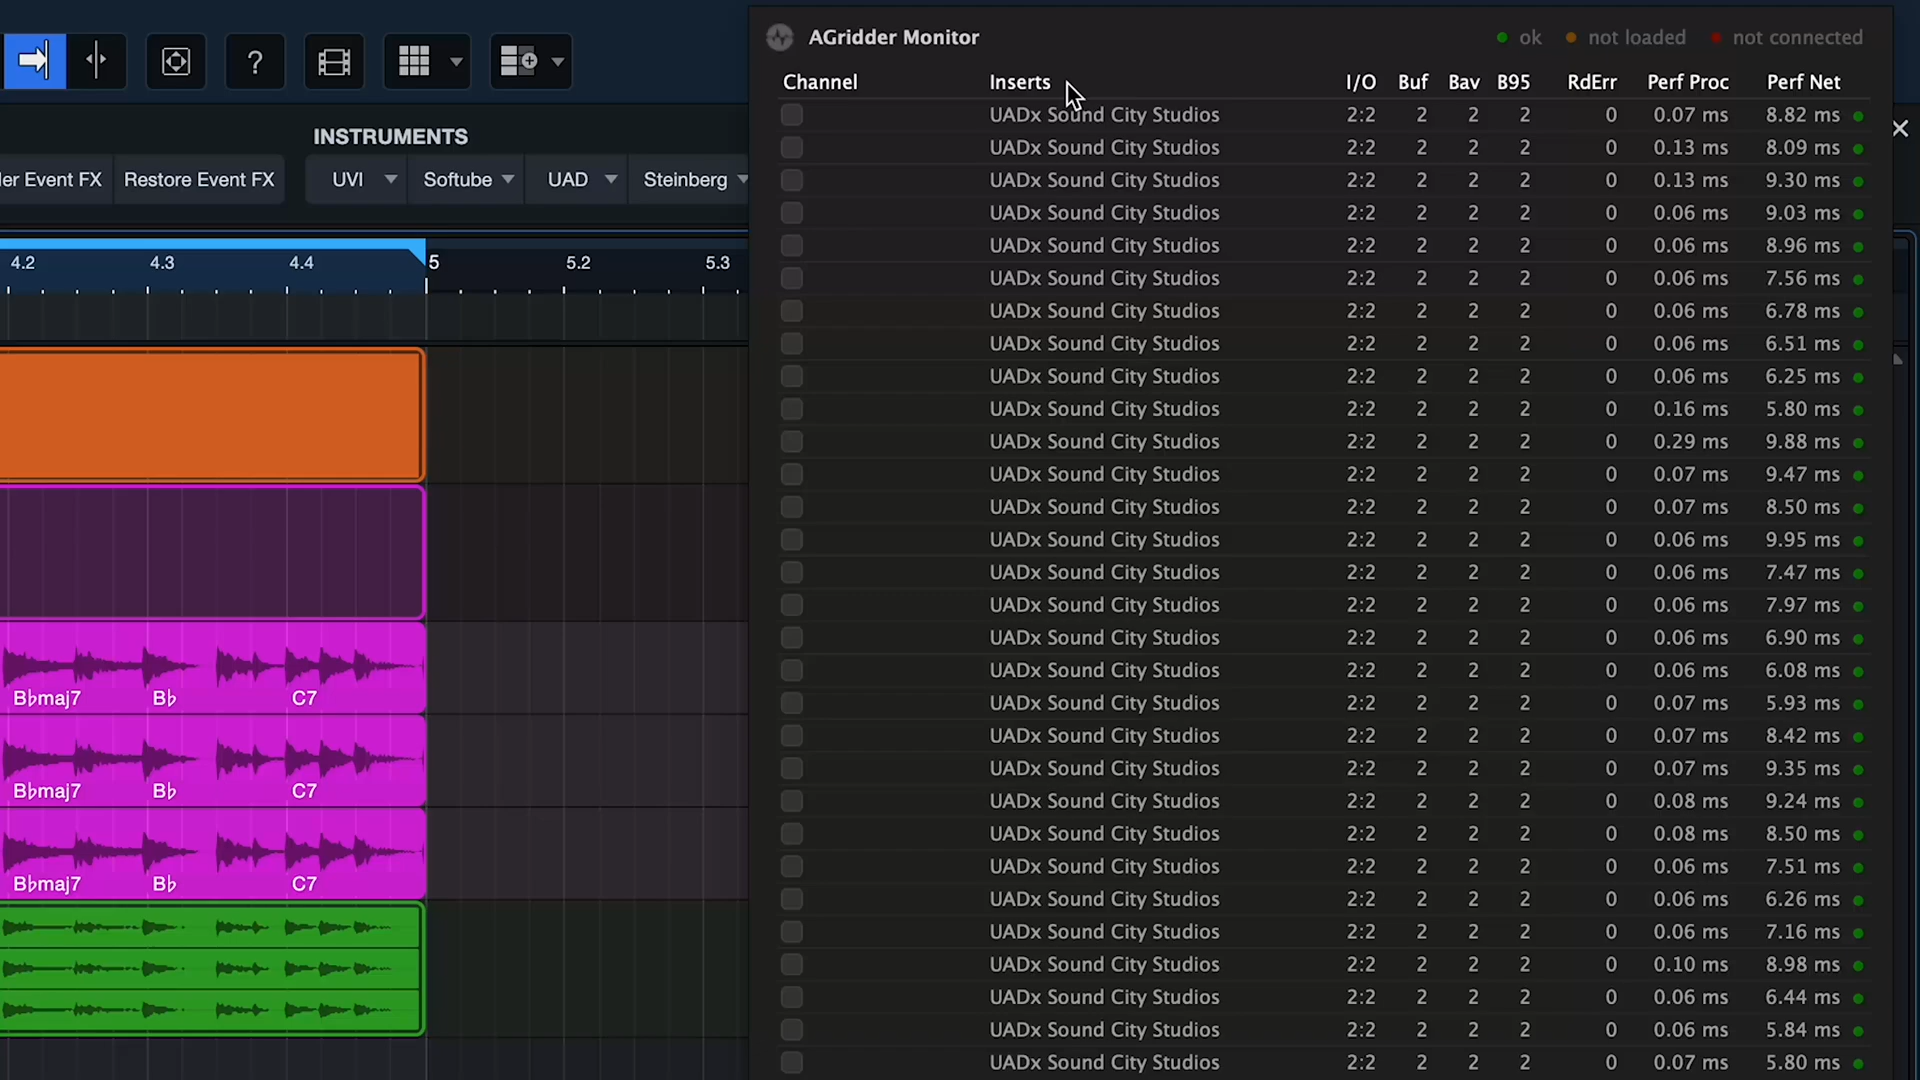 AGridder Monitor
ok not loaded not connected
?
Channel Inserts I/O Buf Bav B95 RdErr Perf Proc Perf Net
UADx Sound City Studios 2:2 2 2 2 0 0.07 ms 8.82 ms
INSTRUMENTS
UADx Sound City Studios 2:2 2 2 2 0 0.13 ms 8.09 ms
ler Event FX Restore Event FX UVI Softube UAD Steinberg
UADx Sound City Studios 2:2 2 2 2 0 0.13 ms 9.30 ms
UADx Sound City Studios 2:2 2 2 2 0 0.06 ms 9.03 ms
UADx Sound City Studios 2:2 2 2 2 0 0.06 ms 8.96 ms
4.2 4.3 4.4 5 5.2 5.3
UADx Sound City Studios 2:2 2 2 2 0 0.06 ms 7.56 ms
UADx Sound City Studios 2:2 2 2 2 0 0.06 ms 6.78 ms
UADx Sound City Studios 2:2 2 2 2 0 0.06 ms 6.51 ms
UADx Sound City Studios 2:2 2 2 2 0 0.06 ms 6.25 ms
UADx Sound City Studios 2:2 2 2 2 0 0.16 ms 5.80 ms
UADx Sound City Studios 2:2 2 2 2 0 0.29 ms 9.88 ms
UADx Sound City Studios 2:2 2 2 2 0 0.07 ms 9.47 ms
UADx Sound City Studios 2:2 2 2 2 0 0.07 ms 8.50 ms
UADx Sound City Studios 2:2 2 2 2 0 0.06 ms 9.95 ms
UADx Sound City Studios 2:2 2 2 2 0 0.06 ms 7.47 ms
UADx Sound City Studios 2:2 2 2 2 0 0.06 ms 7.97 ms
UADx Sound City Studios 2:2 2 2 2 0 0.06 ms 6.90 ms
UADx Sound City Studios 2:2 2 2 2 0 0.06 ms 6.08 ms
B♭maj7 B♭ C7
UADx Sound City Studios 2:2 2 2 2 0 0.07 ms 5.93 ms
UADx Sound City Studios 2:2 2 2 2 0 0.07 ms 8.42 ms
UADx Sound City Studios 2:2 2 2 2 0 0.07 ms 9.35 ms
B♭maj7 B♭ C7
UADx Sound City Studios 2:2 2 2 2 0 0.08 ms 9.24 ms
UADx Sound City Studios 2:2 2 2 2 0 0.08 ms 8.50 ms
UADx Sound City Studios 2:2 2 2 2 0 0.06 ms 7.51 ms
B♭maj7 B♭ C7
UADx Sound City Studios 2:2 2 2 2 0 0.06 ms 6.26 ms
UADx Sound City Studios 2:2 2 2 2 0 0.06 ms 7.16 ms
UADx Sound City Studios 2:2 2 2 2 0 0.10 ms 8.98 ms
UADx Sound City Studios 2:2 2 2 2 0 0.06 ms 6.44 ms
UADx Sound City Studios 2:2 2 2 2 0 0.06 ms 5.84 ms
UADx Sound City Studios 2:2 2 2 2 0 0.07 ms 5.80 ms